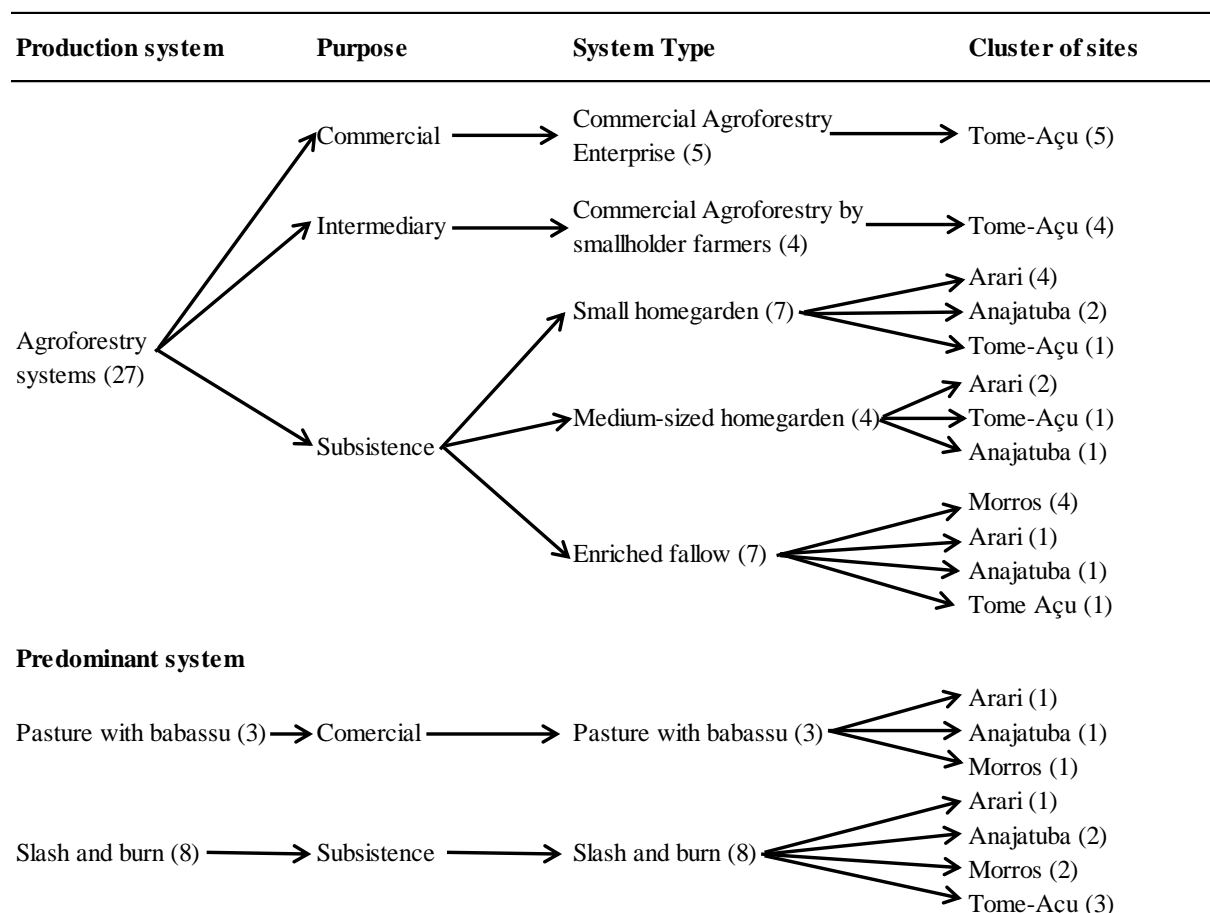 Production system Purpose System Type Cluster of sites
Commercial
Commercial Agroforestry
Enterprise (5)
Tome-Açu (5)
Intermediary
Commercial Agroforestry by
smallholder farmers (4)
Tome-Açu (4)
Agroforestry
systems (27)
Subsistence
Small homegarden (7)
Arari (4)
Anajatuba (2)
Tome-Açu (1)
Medium-sized homegarden (4)
Arari (2)
Tome-Açu (1)
Anajatuba (1)
Enriched fallow (7)
Morros (4)
Arari (1)
Anajatuba (1)
Tome Açu (1)
Predominant system
Pasture with babassu (3) Comercial Pasture with babassu (3)
Arari (1)
Anajatuba (1)
Morros (1)
Slash and burn (8) Subsistence Slash and burn (8)
Arari (1)
Anajatuba (2)
Morros (2)
Tome-Açu (3)